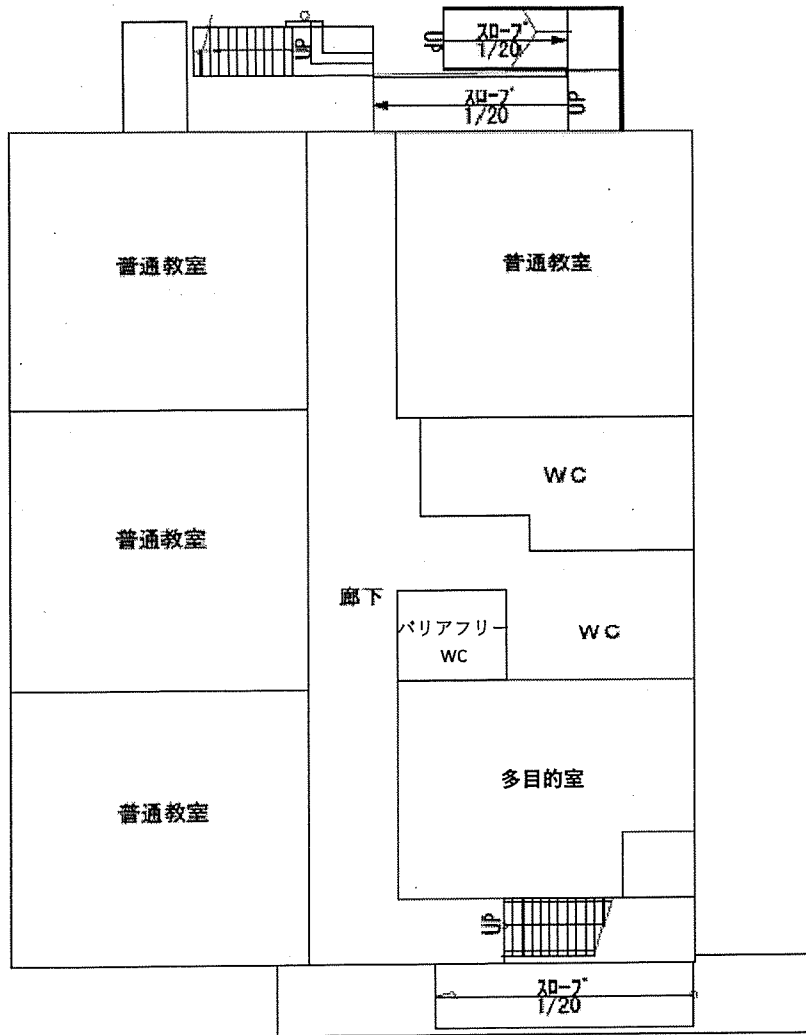 UP
UP
スロープ
1/20
スロープ
1/20
UP
普通教室
普通教室
WC
普通教室
廊下
バリアフリー
WC
WC
多目的室
普通教室
UP
スロープ
1/20